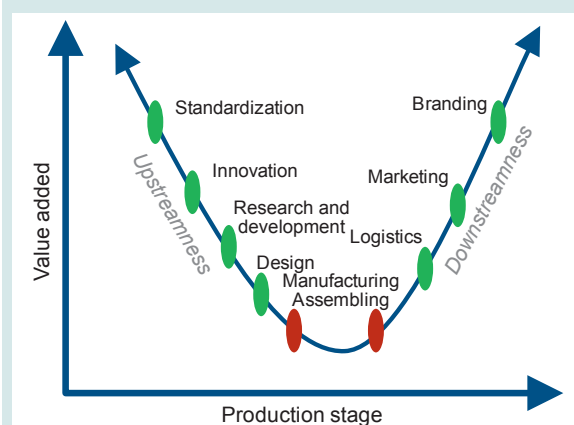 Value added
Standardization
Innovation
Research and
development
Design
Manufacturing
Assembling
Logistics
Marketing
Branding
Upstreamness
Downstreamness
Production stage